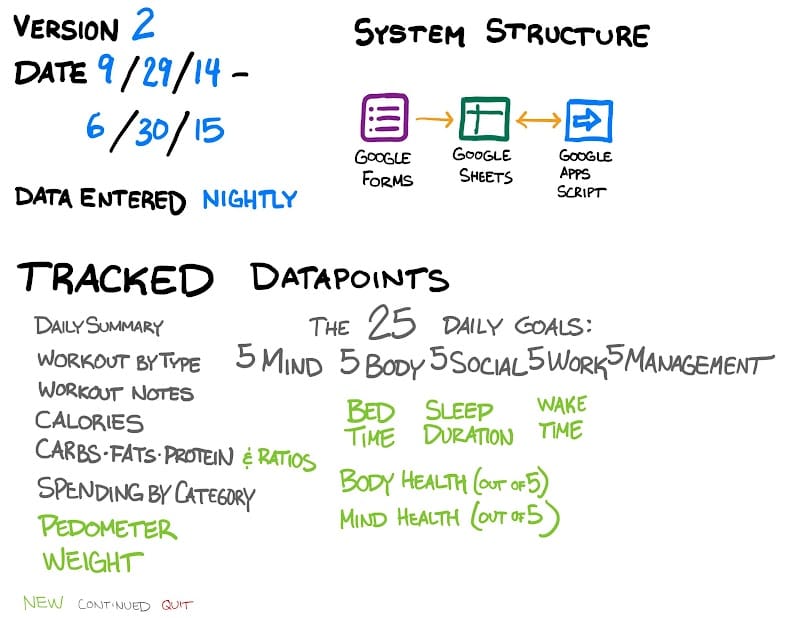 VERSION 2
DATE 9/29/14 -
6/30/15
DATA ENTERED NIGHTLY
SYSTEM STRUCTURE
GOOGLE FORMS
GOOGLE SHEETS
GOOGLE APPS SCRIPT
TRACKED DATAPOINTS
DAILY SUMMARY
WORKOUT BY TYPE
WORKOUT NOTES
CALORIES
CARBS·FATS·PROTEIN & RATIOS
SPENDING BY CATEGORY
PEDOMETER
WEIGHT
THE 25 DAILY GOALS:
5 MIND 5 BODY 5 SOCIAL 5 WORK 5 MANAGEMENT
BED TIME
SLEEP DURATION
WAKE TIME
BODY HEALTH (OUT OF 5)
MIND HEALTH (OUT OF 5)
NEW CONTINUED QUIT